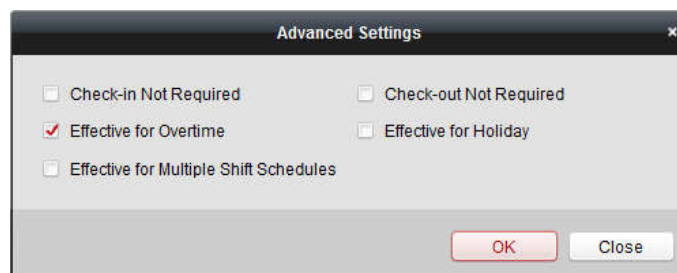 Advanced Settings
Check-in Not Required
Check-out Not Required
Effective for Overtime
Effective for Holiday
Effective for Multiple Shift Schedules
OK
Close